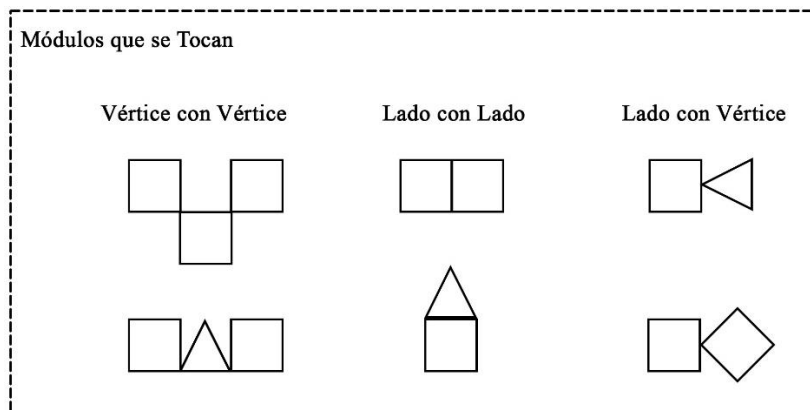 Módulos que se Tocan
Vértice con Vértice
Lado con Lado
Lado con Vértice